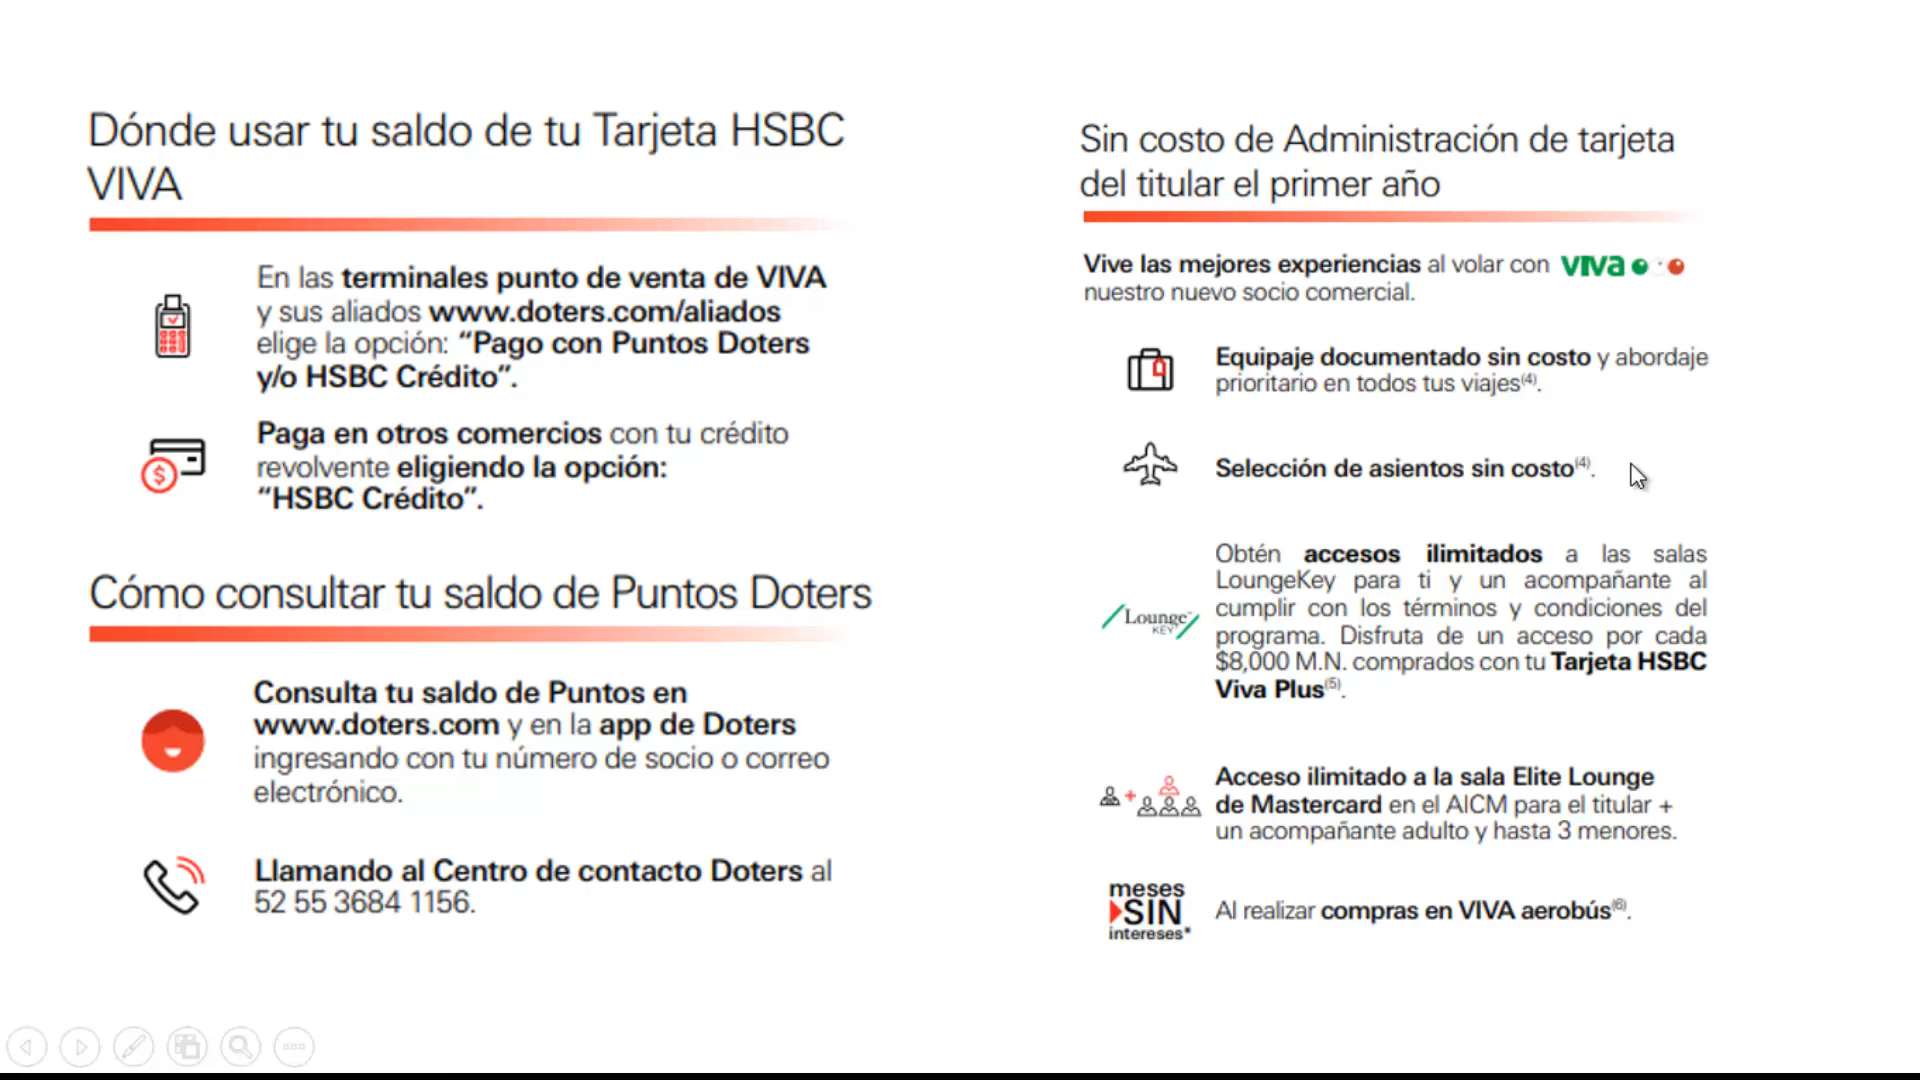 Dónde usar tu saldo de tu Tarjeta HSBC
VIVA
En las terminales punto de venta de VIVA
y sus aliados www.doters.com/aliados
elige la opción: “Pago con Puntos Doters
y/o HSBC Crédito”.
$
Paga en otros comercios con tu crédito
revolvente eligiendo la opción:
“HSBC Crédito”.
Cómo consultar tu saldo de Puntos Doters
Consulta tu saldo de Puntos en
www.doters.com y en la app de Doters
ingresando con tu número de socio o correo
electrónico.
Llamando al Centro de contacto Doters al
52 55 3684 1156.
Sin costo de Administración de tarjeta
del titular el primer año
Vive las mejores experiencias al volar con viva
nuestro nuevo socio comercial.
Equipaje documentado sin costo y abordaje
prioritario en todos tus viajes(4).
Selección de asientos sin costo(4).
Lounge
KEY
Obtén accesos ilimitados a las salas
LoungeKey para ti y un acompañante al
cumplir con los términos y condiciones del
programa. Disfruta de un acceso por cada
$8,000 M.N. comprados con tu Tarjeta HSBC
Viva Plus(5).
Acceso ilimitado a la sala Elite Lounge
de Mastercard en el AICM para el titular +
un acompañante adulto y hasta 3 menores.
meses
SIN
intereses*
Al realizar compras en VIVA aerobús(6).